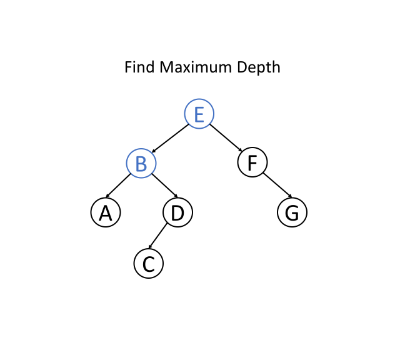 Find Maximum Depth
E
B F
A D G
C